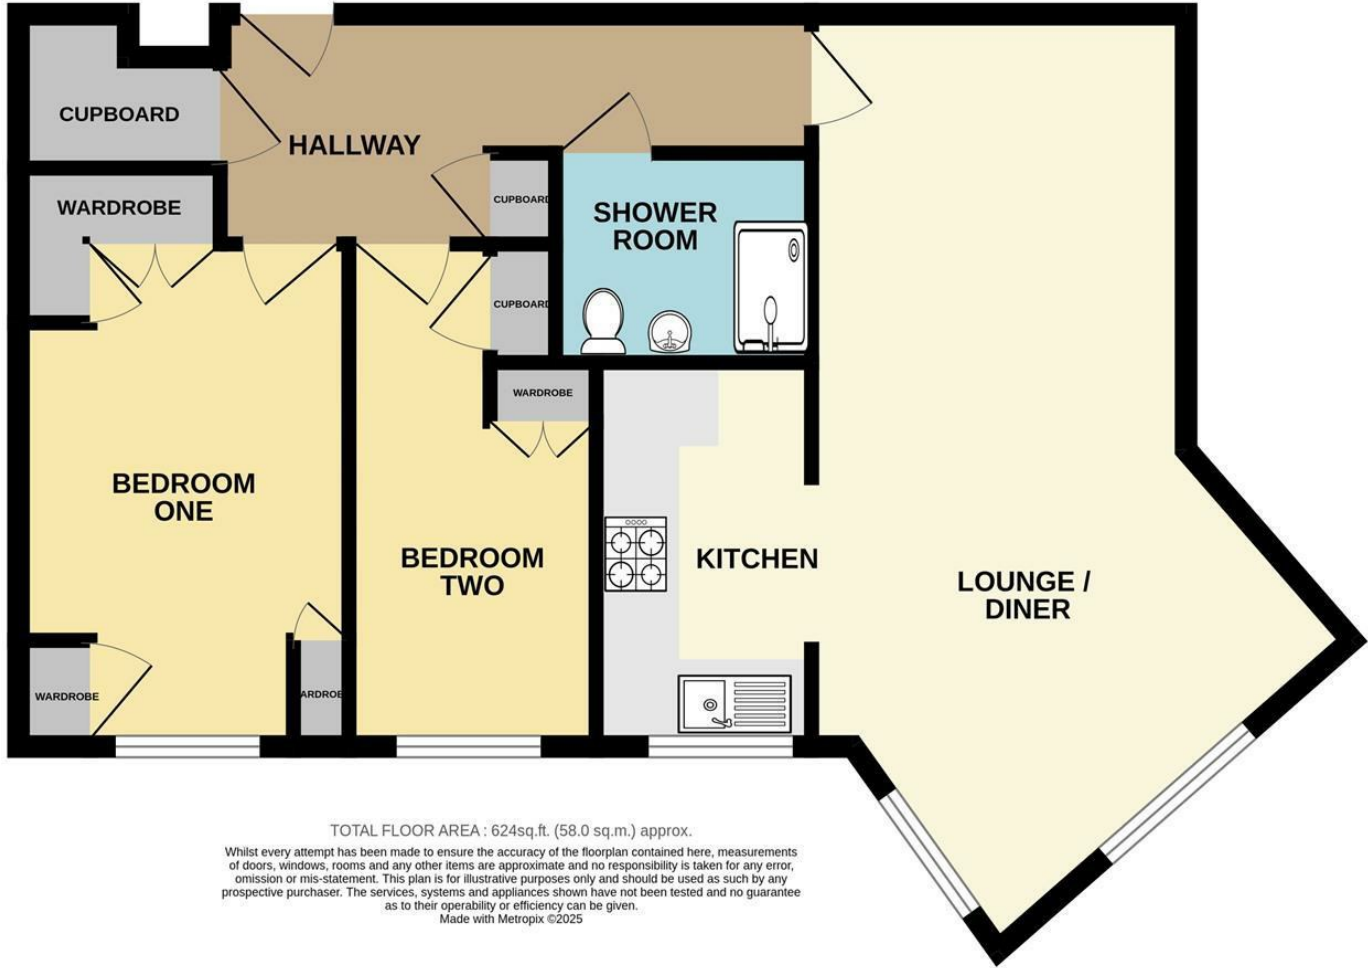 CUPBOARD
HALLWAY
WARDROBE
CUPBOARD
SHOWER
ROOM
CUPBOARD
WARDROBE
BEDROOM
ONE
BEDROOM
TWO
KITCHEN
LOUNGE /
DINER
WARDROBE
ARDROBE
TOTAL FLOOR AREA : 624sq.ft. (58.0 sq.m.) approx.
Whilst every attempt has been made to ensure the accuracy of the floorplan contained here, measurements
of doors, windows, rooms and any other items are approximate and no responsibility is taken for any error,
omission or mis-statement. This plan is for illustrative purposes only and should be used as such by any
prospective purchaser. The services, systems and appliances shown have not been tested and no guarantee
as to their operability or efficiency can be given.
Made with Metropix ©2025